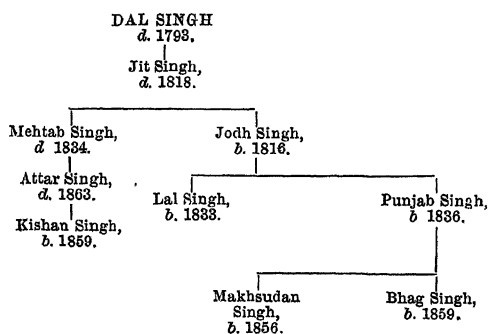 DAL SINGH
d. 1793.
Jit Singh,
d. 1818.
Mehtab Singh,
d 1834.
Jodh Singh,
b. 1816.
Attar Singh,
d. 1863.
Lal Singh,
b. 1833.
Punjab Singh,
b 1836.
Kishan Singh,
b. 1859.
Makhsudan
Singh,
b. 1856.
Bhag Singh,
b. 1859.